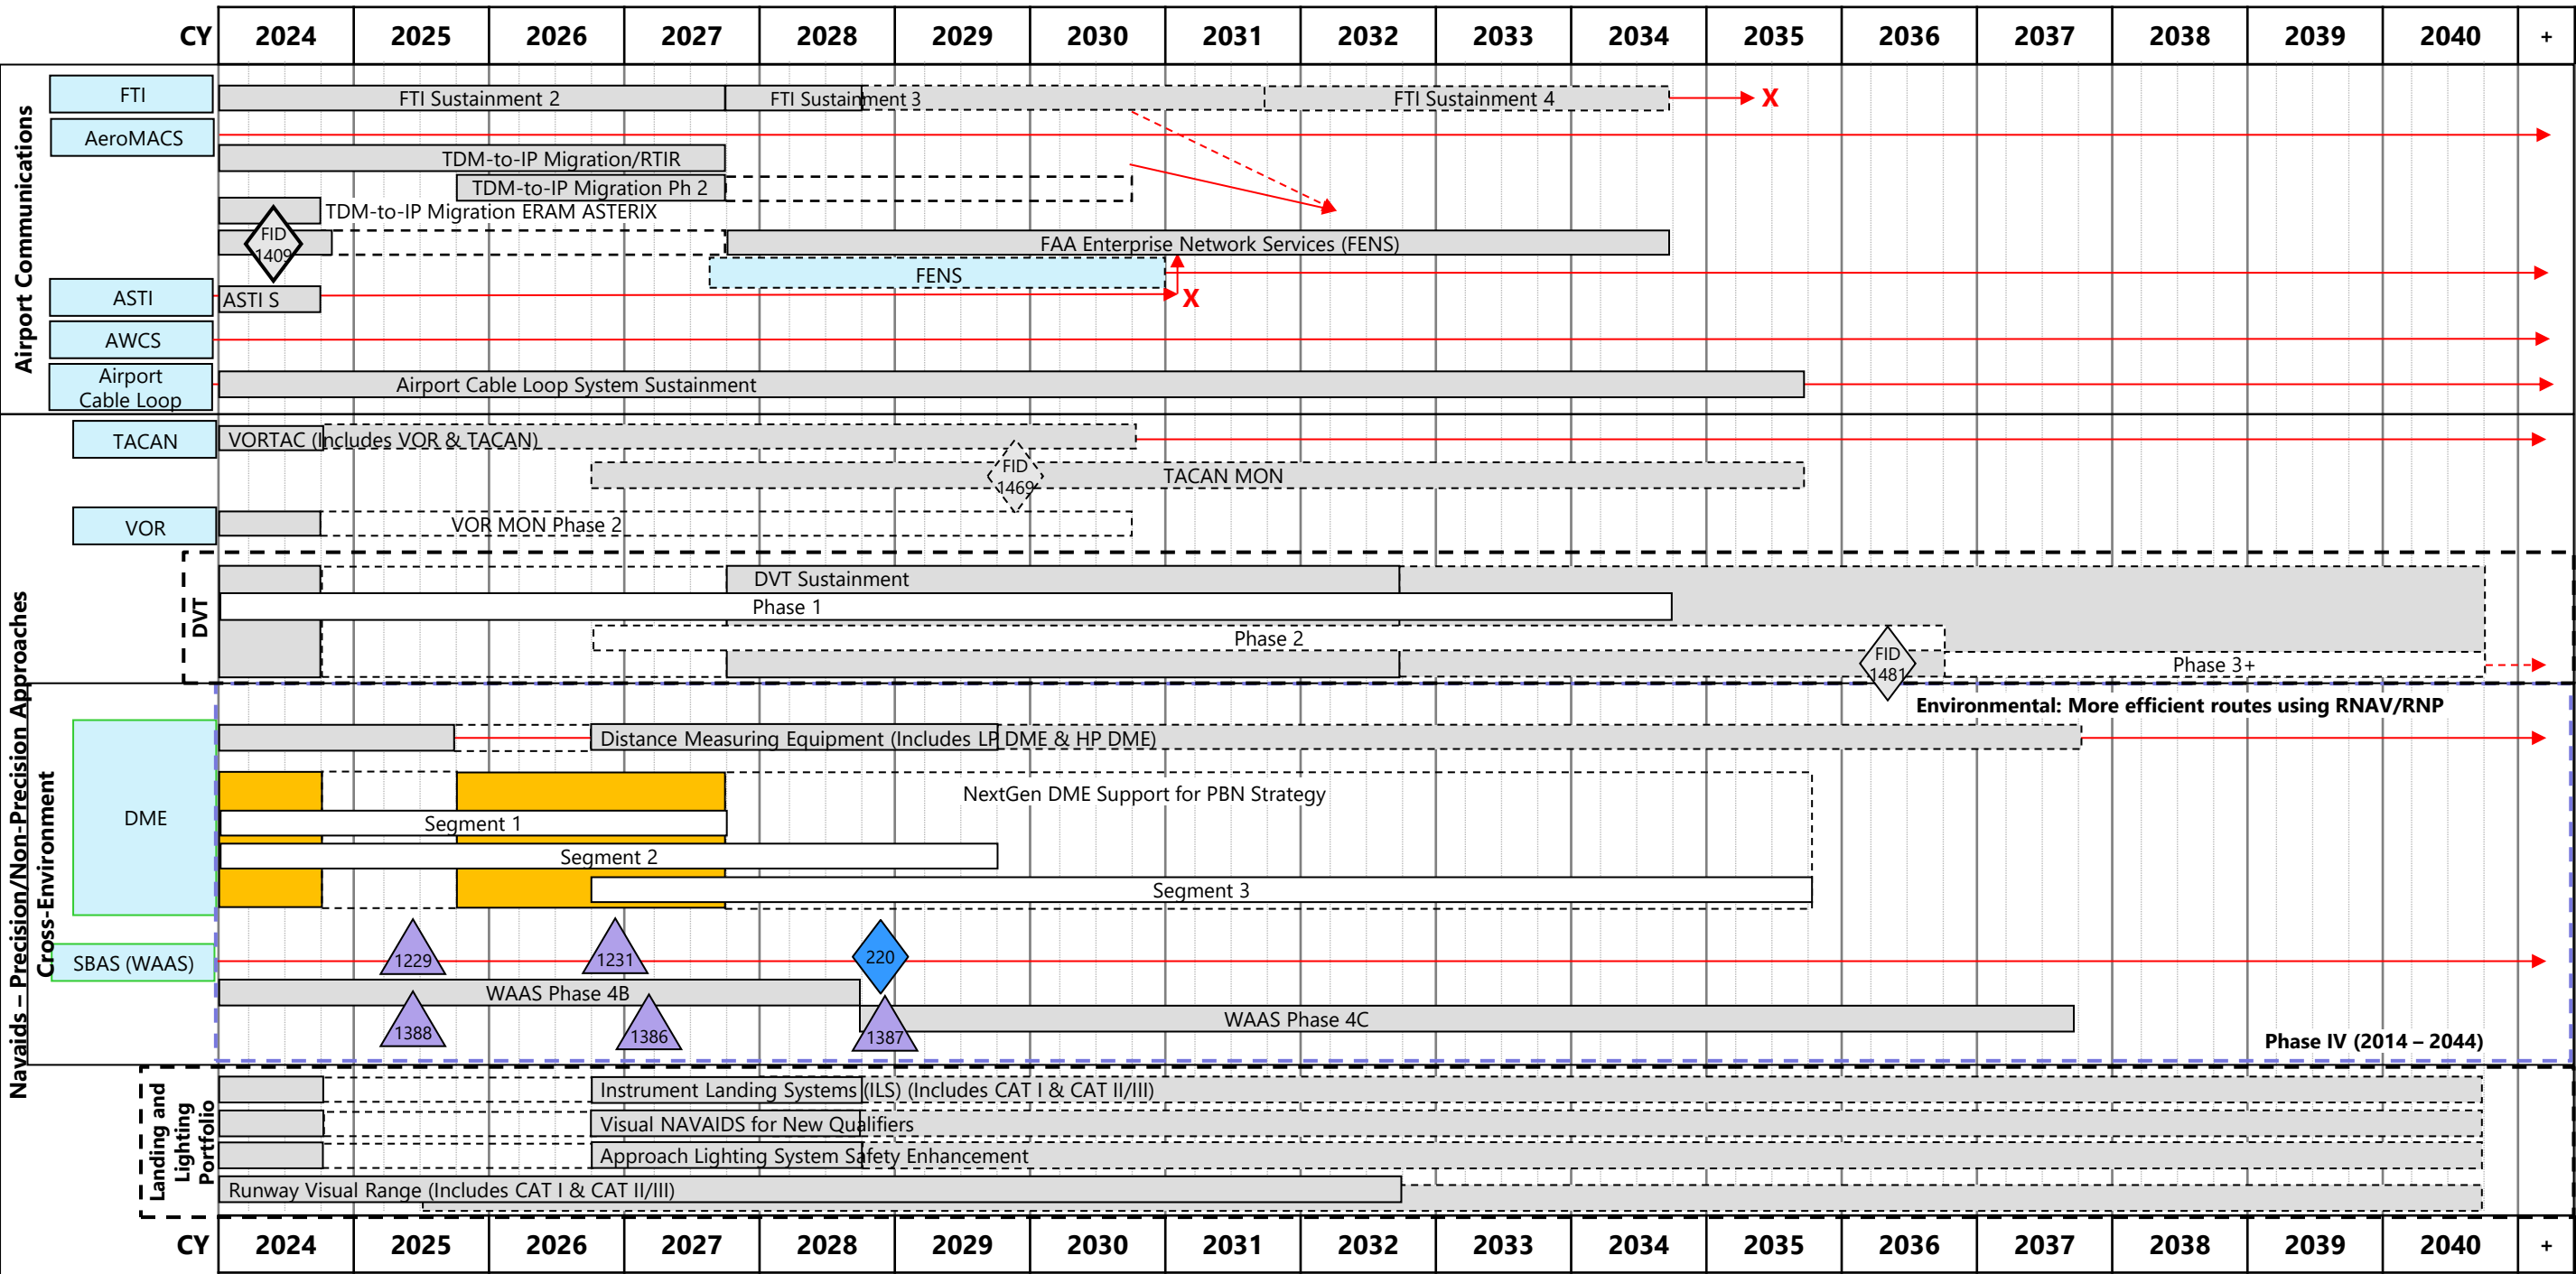 CY 2024 2025 2026 2027 2028 2029 2030 2031 2032 2033 2034 2035 2036 2037 2038 2039 2040 +
Airport Communications
FTI
FTI Sustainment 2
FTI Sustainment 3
FTI Sustainment 4
X
AeroMACS
TDM-to-IP Migration/RTIR
TDM-to-IP Migration Ph 2
TDM-to-IP Migration ERAM ASTERIX
FID
1409
FAA Enterprise Network Services (FENS)
FENS
ASTI
ASTI S
X
AWCS
Airport
Cable Loop
Airport Cable Loop System Sustainment
Navaids – Precision/Non-Precision Approaches
TACAN
VORTAC (Includes VOR & TACAN)
FID
1469
TACAN MON
VOR
VOR MON Phase 2
DVT
DVT Sustainment
Phase 1
Phase 2
FID
1481
Phase 3+
Cross-Environment
Environmental: More efficient routes using RNAV/RNP
DME
Distance Measuring Equipment (Includes LP DME & HP DME)
NextGen DME Support for PBN Strategy
Segment 1
Segment 2
Segment 3
SBAS (WAAS)
1229
1231
220
WAAS Phase 4B
1388
1386
1387
WAAS Phase 4C
Phase IV (2014 – 2044)
Landing and
Lighting
Portfolio
Instrument Landing Systems (ILS) (Includes CAT I & CAT II/III)
Visual NAVAIDS for New Qualifiers
Approach Lighting System Safety Enhancement
Runway Visual Range (Includes CAT I & CAT II/III)
CY 2024 2025 2026 2027 2028 2029 2030 2031 2032 2033 2034 2035 2036 2037 2038 2039 2040 +